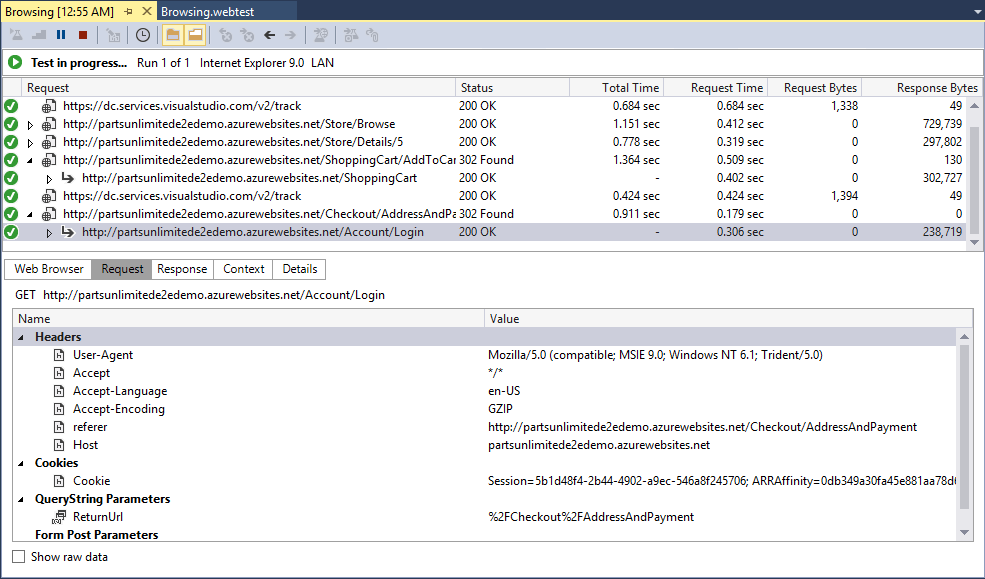 Browsing [12:55 AM] Browsing.webtest
Test in progress... Run 1 of 1 Internet Explorer 9.0 LAN
Request Status Total Time Request Time Request Bytes Response Bytes
https://dc.services.visualstudio.com/v2/track 200 OK 0.684 sec 0.684 sec 1,338 49
http://partsunlimitede2edemo.azurewebsites.net/Store/Browse 200 OK 1.151 sec 0.412 sec 0 729,739
http://partsunlimitede2edemo.azurewebsites.net/Store/Details/5 200 OK 0.778 sec 0.319 sec 0 297,802
http://partsunlimitede2edemo.azurewebsites.net/ShoppingCart/AddToCar 302 Found 1.364 sec 0.509 sec 0 130
http://partsunlimitede2edemo.azurewebsites.net/ShoppingCart 200 OK - 0.402 sec 0 302,727
https://dc.services.visualstudio.com/v2/track 200 OK 0.424 sec 0.424 sec 1,394 49
http://partsunlimitede2edemo.azurewebsites.net/Checkout/AddressAndPa 302 Found 0.911 sec 0.179 sec 0 0
http://partsunlimitede2edemo.azurewebsites.net/Account/Login 200 OK - 0.306 sec 0 238,719
Web Browser Request Response Context Details
GET http://partsunlimitede2edemo.azurewebsites.net/Account/Login
Name Value
Headers
User-Agent Mozilla/5.0 (compatible; MSIE 9.0; Windows NT 6.1; Trident/5.0)
Accept */*
Accept-Language en-US
Accept-Encoding GZIP
referer http://partsunlimitede2edemo.azurewebsites.net/Checkout/AddressAndPayment
Host partsunlimitede2edemo.azurewebsites.net
Cookies
Cookie Session=5b1d48f4-2b44-4902-a9ec-546a8f245706; ARRAffinity=0db349a30fa45e881aa78d6
QueryString Parameters
ReturnUrl %2FCheckout%2FAddressAndPayment
Form Post Parameters
Show raw data